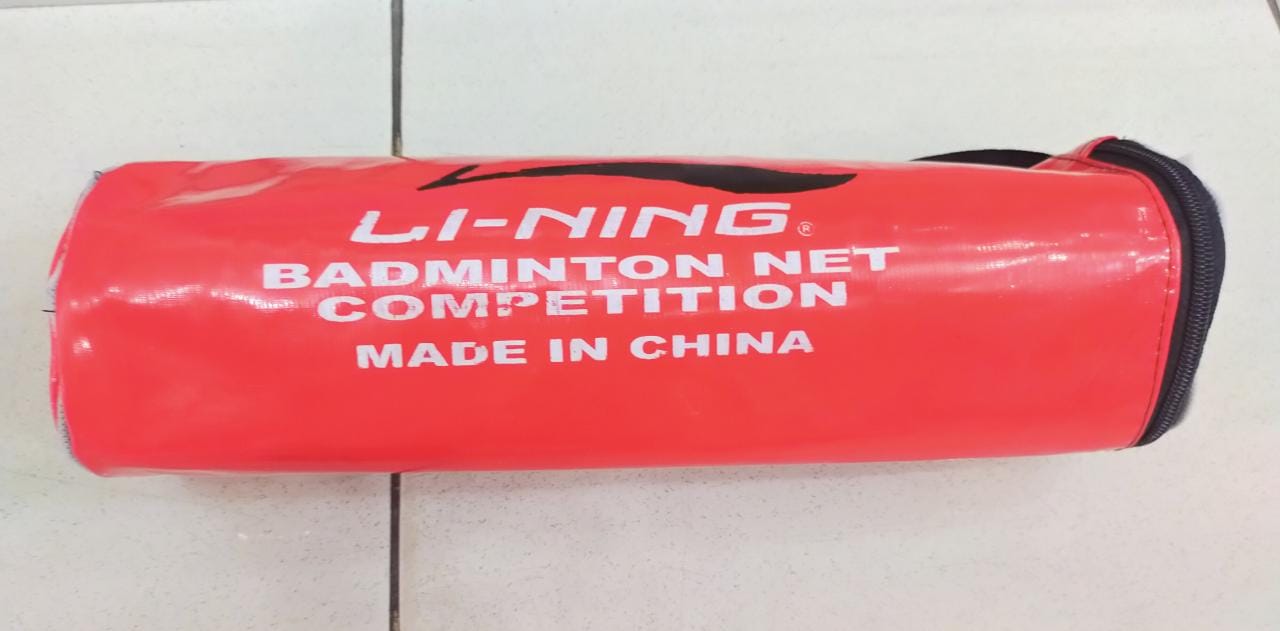 LI-NING®
BADMINTON NET
COMPETITION
MADE IN CHINA